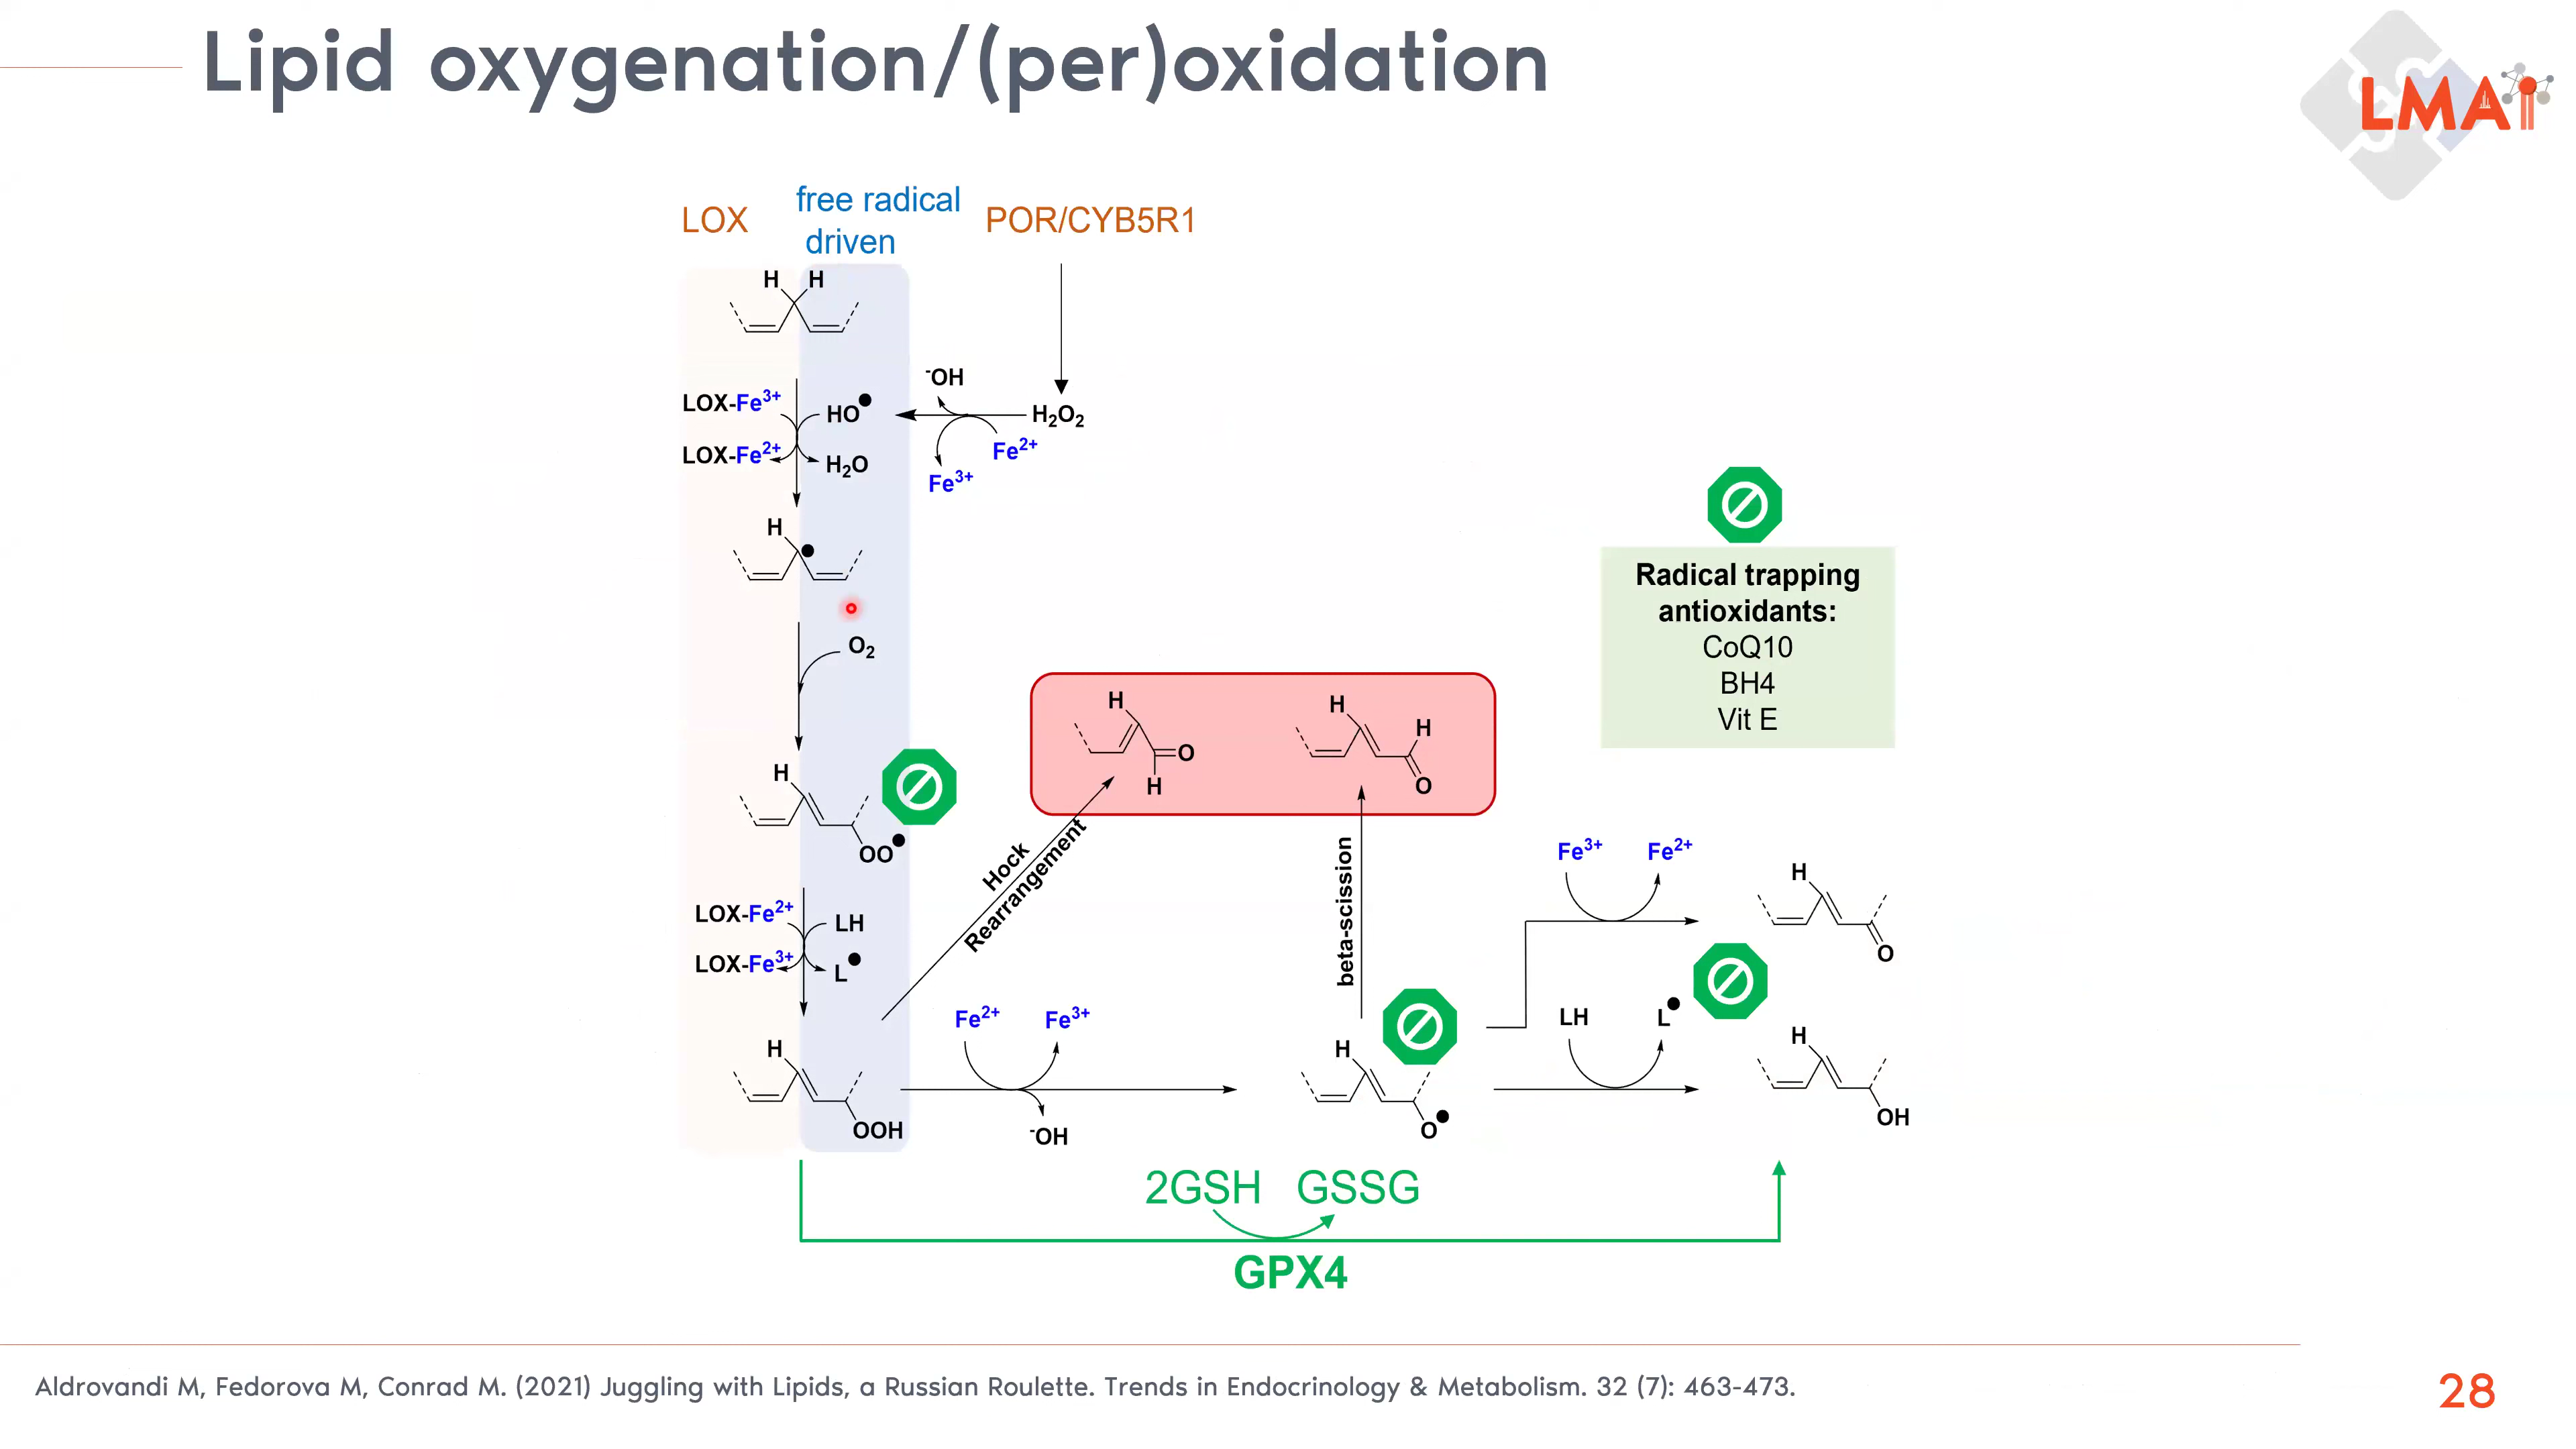 Lipid oxygenation/(per)oxidation
LMAi
LOX
free radical
driven
POR/CYB5R1
H H
LOX-Fe³⁺
HO•
⁻OH
H₂O₂
Fe²⁺
Fe³⁺
LOX-Fe²⁺
H₂O
H
O₂
Radical trapping
antioxidants:
CoQ10
BH4
Vit E
H
O
H
H
H
O
H
OO•
Hock
Rearrangement
beta-scission
LOX-Fe²⁺
LH
LOX-Fe³⁺
L•
Fe³⁺ Fe²⁺
H
O
H
OOH
Fe²⁺ Fe³⁺
⁻OH
H
O•
LH L•
H
OH
2GSH GSSG
GPX4
Aldrovandi M, Fedorova M, Conrad M. (2021) Juggling with Lipids, a Russian Roulette. Trends in Endocrinology & Metabolism. 32 (7): 463-473.
28